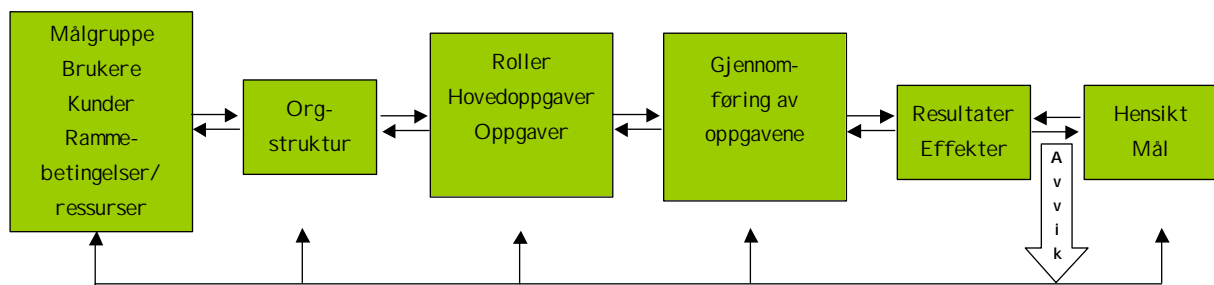 Målgruppe
Brukere
Kunder
Ramme-
betingelser/
ressurser
Org-
struktur
Roller
Hovedoppgaver
Oppgaver
Gjennom-
føring av
oppgavene
Resultater
Effekter
A
v
v
i
k
Hensikt
Mål